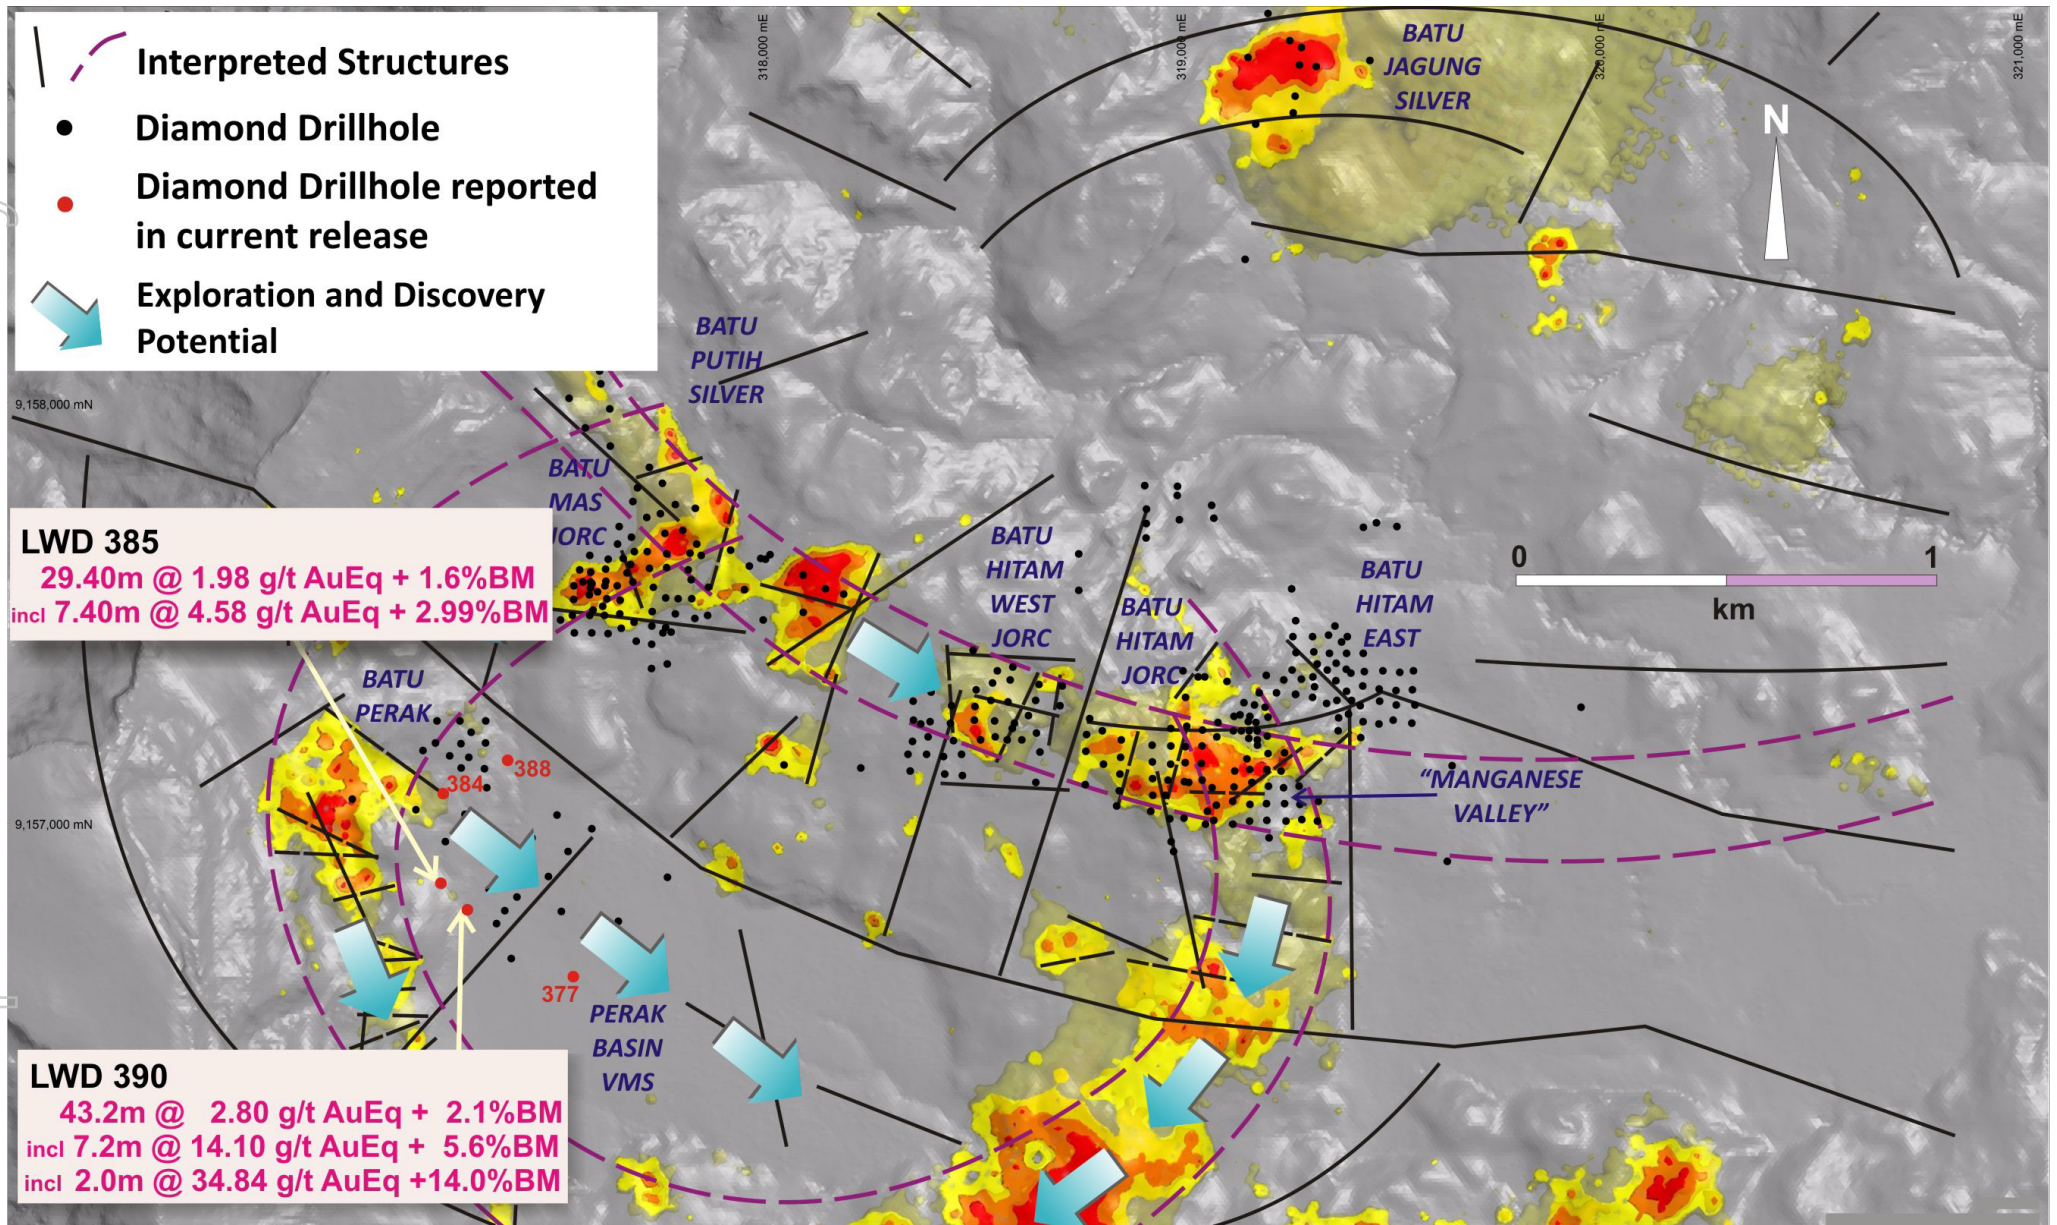 Interpreted Structures
Diamond Drillhole
Diamond Drillhole reported
in current release
Exploration and Discovery
Potential
318,000 mE
319,000 mE
320,000 mE
321,000 mE
BATU
JAGUNG
SILVER
N
BATU
PUTIH
SILVER
9,158,000 mN
BATU
MAS
JORC
LWD 385
29.40m @ 1.98 g/t AuEq + 1.6%BM
incl 7.40m @ 4.58 g/t AuEq + 2.99%BM
BATU
HITAM
WEST
JORC
BATU
HITAM
JORC
BATU
HITAM
EAST
0 1
km
BATU
PERAK
388
384
"MANGANESE
VALLEY"
9,157,000 mN
377
PERAK
BASIN
VMS
LWD 390
43.2m @ 2.80 g/t AuEq + 2.1%BM
incl 7.2m @ 14.10 g/t AuEq + 5.6%BM
incl 2.0m @ 34.84 g/t AuEq +14.0%BM